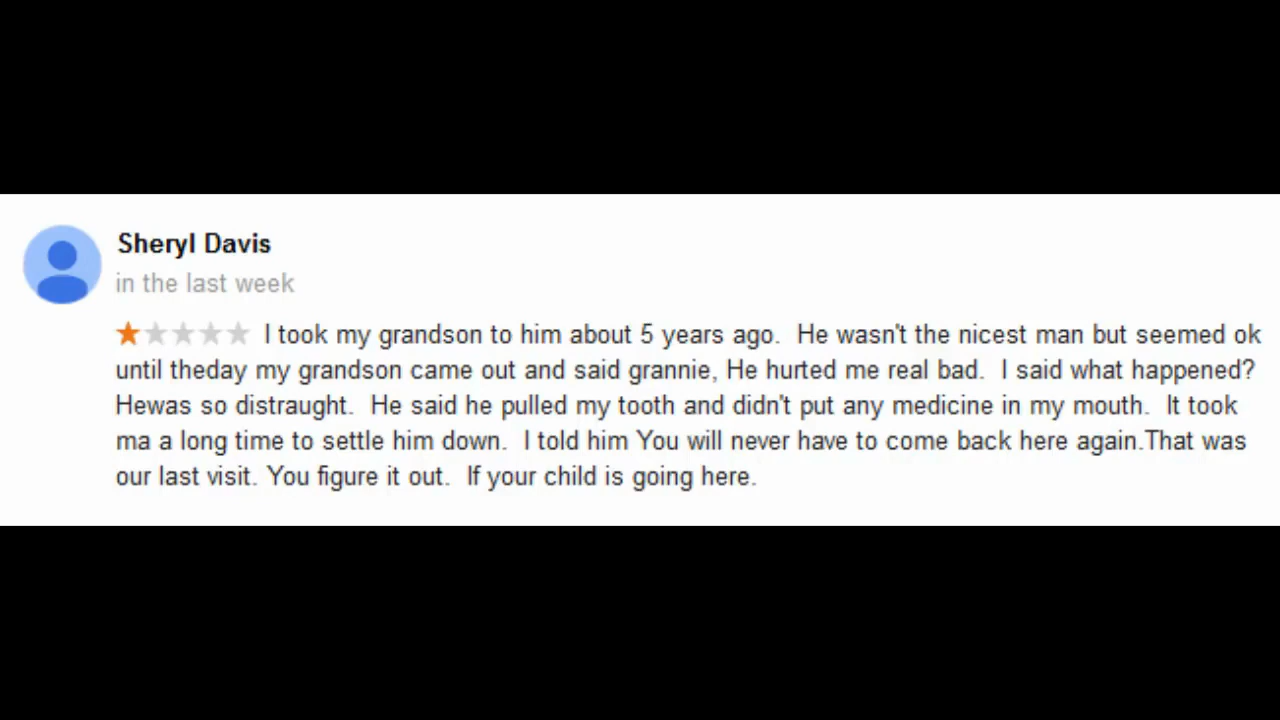 Sheryl Davis
in the last week
I took my grandson to him about 5 years ago.  He wasn't the nicest man but seemed ok
until theday my grandson came out and said grannie, He hurted me real bad.  I said what happened?
Hewas so distraught.  He said he pulled my tooth and didn't put any medicine in my mouth.  It took
ma a long time to settle him down.  I told him You will never have to come back here again.That was
our last visit. You figure it out.  If your child is going here.